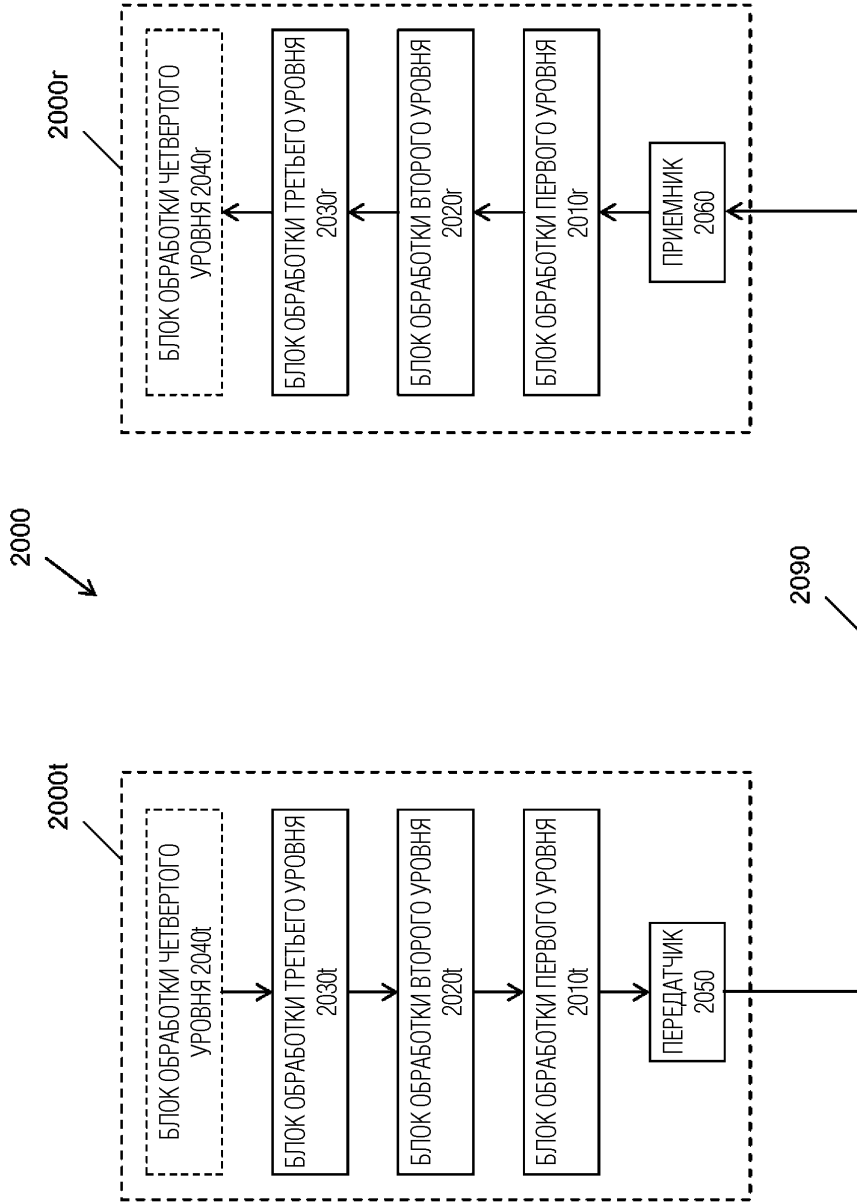 2000
2000t
БЛОК ОБРАБОТКИ ЧЕТВЕРТОГО
УРОВНЯ 2040t
БЛОК ОБРАБОТКИ ТРЕТЬЕГО УРОВНЯ
2030t
БЛОК ОБРАБОТКИ ВТОРОГО УРОВНЯ
2020t
БЛОК ОБРАБОТКИ ПЕРВОГО УРОВНЯ
2010t
ПЕРЕДАТЧИК
2050
2000r
БЛОК ОБРАБОТКИ ЧЕТВЕРТОГО
УРОВНЯ 2040r
БЛОК ОБРАБОТКИ ТРЕТЬЕГО УРОВНЯ
2030r
БЛОК ОБРАБОТКИ ВТОРОГО УРОВНЯ
2020r
БЛОК ОБРАБОТКИ ПЕРВОГО УРОВНЯ
2010r
ПРИЕМНИК
2060
2090